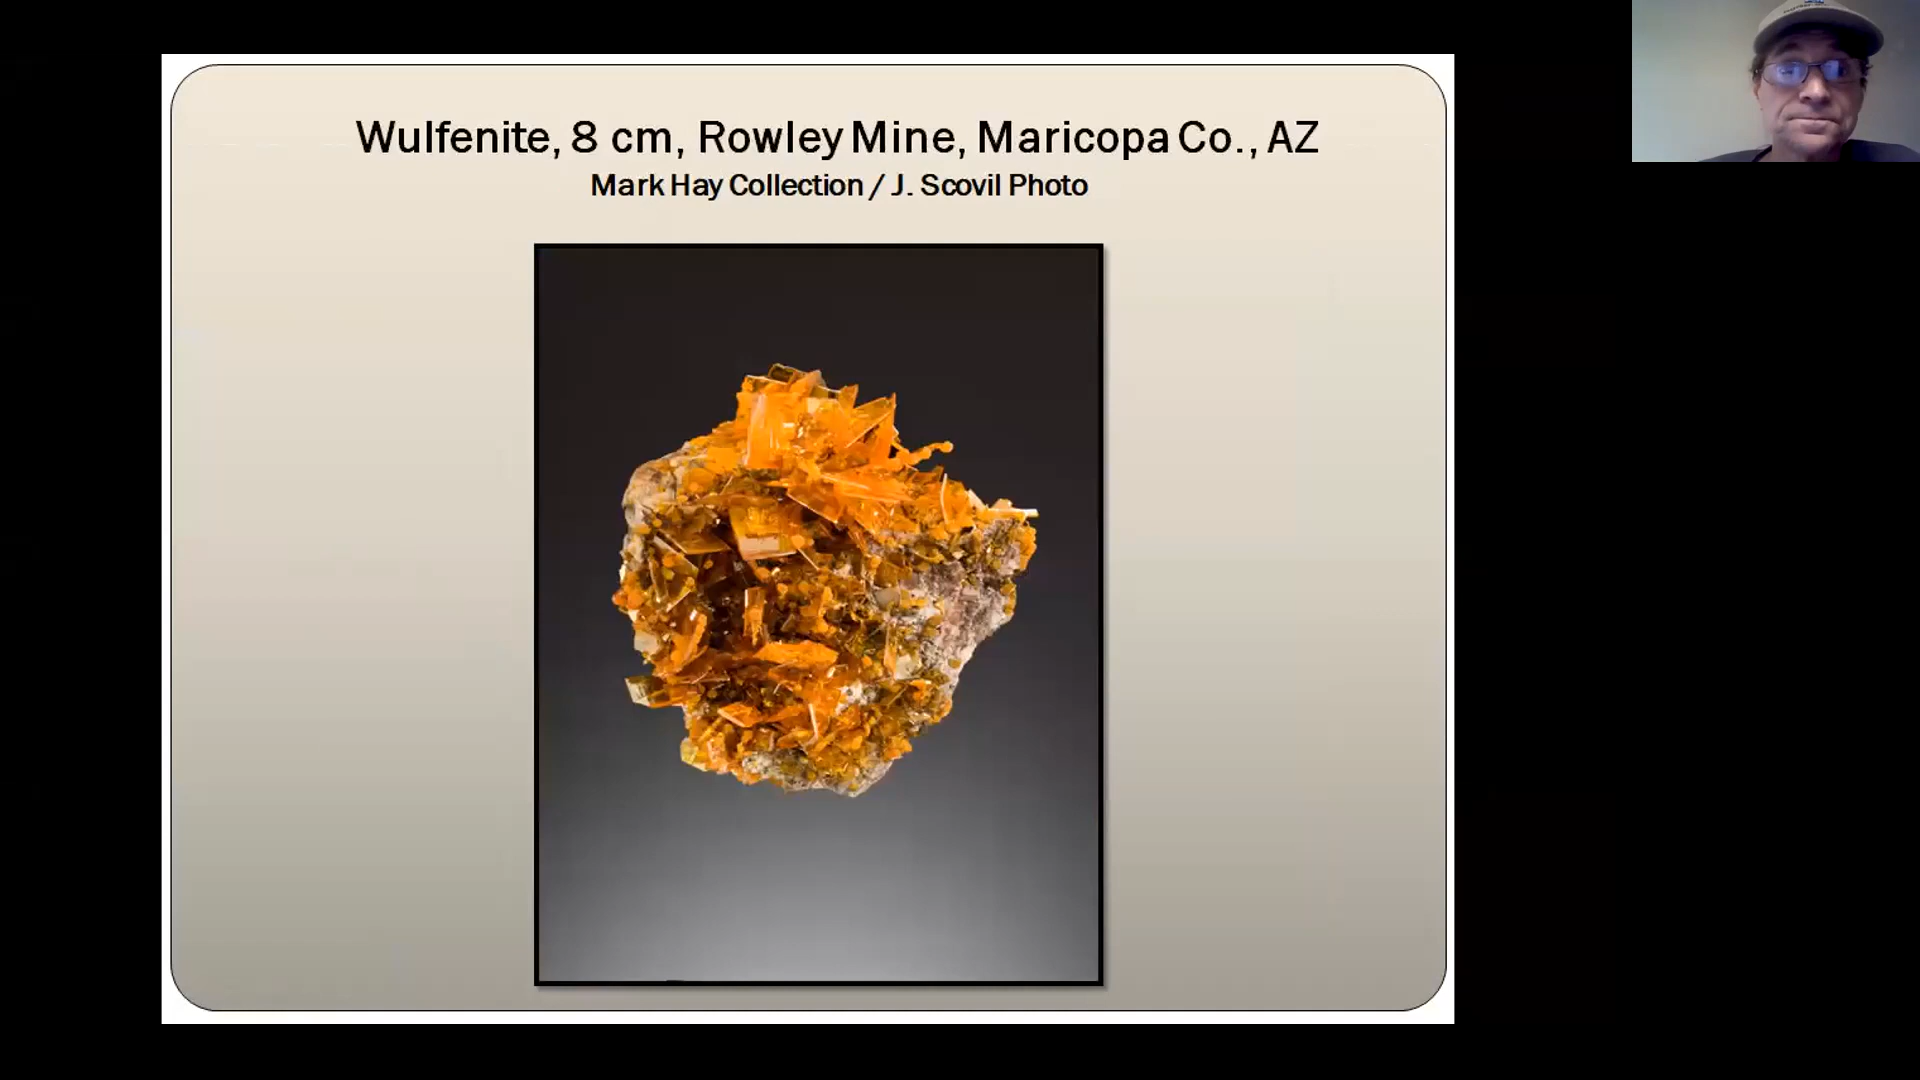 Wulfenite, 8 cm, Rowley Mine, Maricopa Co., AZ
Mark Hay Collection / J. Scovil Photo